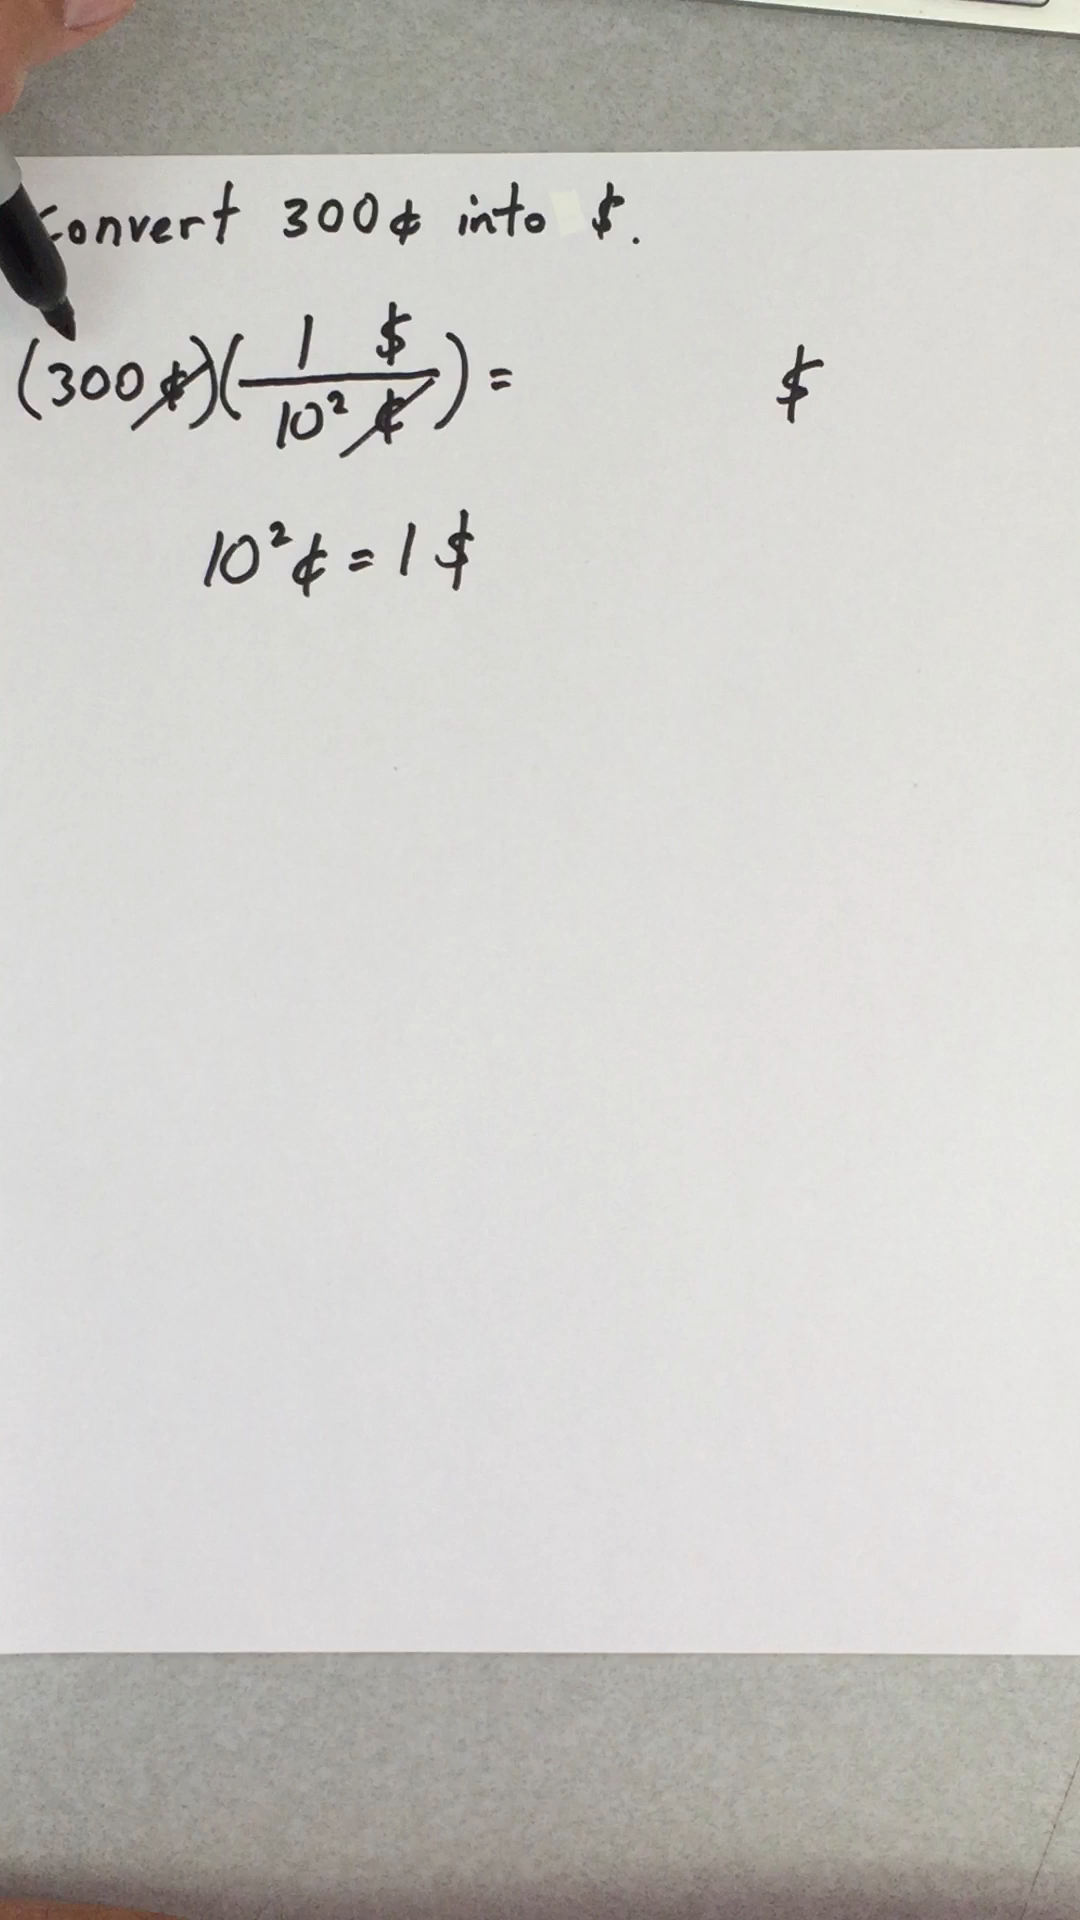 Convert 300¢ into $.
(300 ¢)(1 $ / 10² ¢) = $
10² ¢ = 1 $